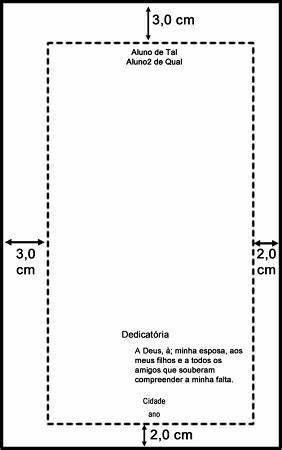 3,0 cm
Aluno de Tal
Aluno2 de Qual
3,0
cm
2,0
cm
Dedicatória
A Deus, à; minha esposa, aos
meus filhos e a todos os
amigos que souberam
compreender a minha falta.
Cidade
ano
2,0 cm